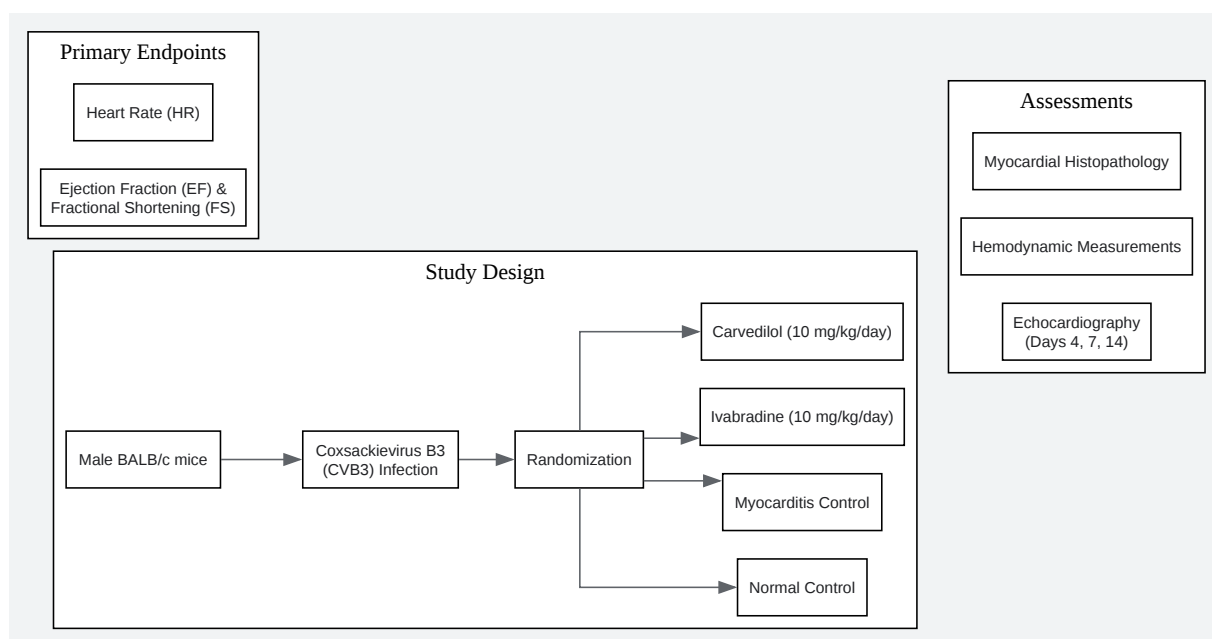 Primary Endpoints
Heart Rate (HR)
Ejection Fraction (EF) &
Fractional Shortening (FS)
Assessments
Myocardial Histopathology
Hemodynamic Measurements
Echocardiography
(Days 4, 7, 14)
Study Design
Male BALB/c mice
Coxsackievirus B3
(CVB3) Infection
Randomization
Carvedilol (10 mg/kg/day)
Ivabradine (10 mg/kg/day)
Myocarditis Control
Normal Control